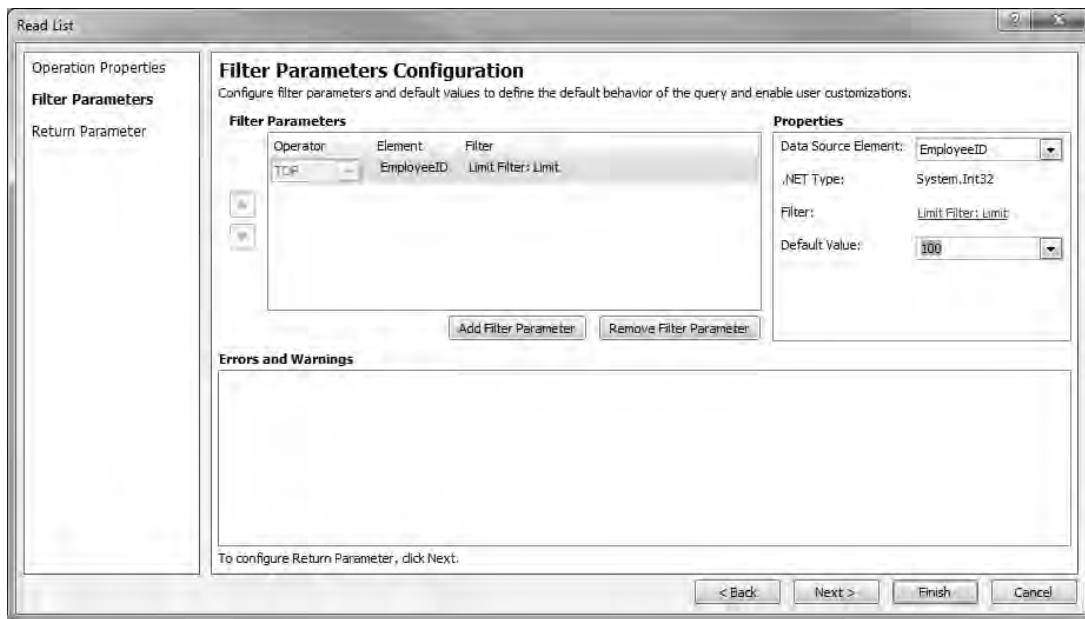 Read List
Operation Properties
Filter Parameters
Return Parameter
Filter Parameters Configuration
Configure filter parameters and default values to define the default behavior of the query and enable user customizations.
Filter Parameters
Operator Element Filter
TOP EmployeeID Limit Filter: Limit
Add Filter Parameter Remove Filter Parameter
Properties
Data Source Element: EmployeeID
.NET Type: System.Int32
Filter: Limit Filter: Limit
Default Value: 100
Errors and Warnings
To configure Return Parameter, click Next.
< Back Next > Finish Cancel